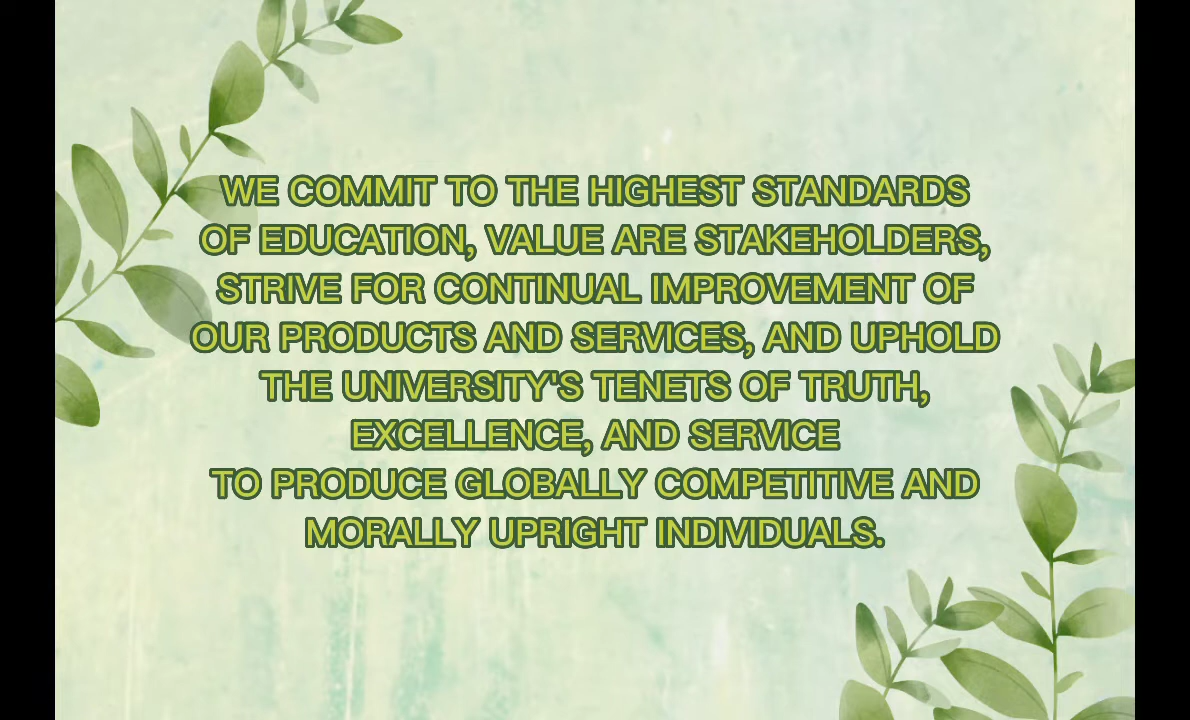 WE COMMIT TO THE HIGHEST STANDARDS
OF EDUCATION, VALUE ARE STAKEHOLDERS,
STRIVE FOR CONTINUAL IMPROVEMENT OF
OUR PRODUCTS AND SERVICES, AND UPHOLD
THE UNIVERSITY'S TENETS OF TRUTH,
EXCELLENCE, AND SERVICE
TO PRODUCE GLOBALLY COMPETITIVE AND
MORALLY UPRIGHT INDIVIDUALS.